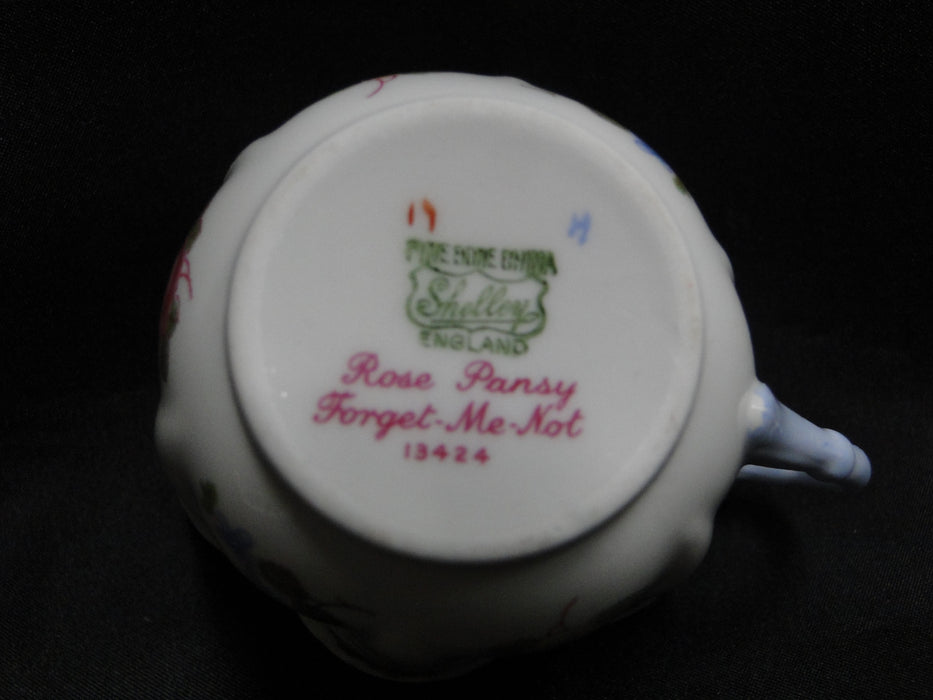 FINE BONE CHINA
Shelley
ENGLAND
Rose Pansy
Forget-Me-Not
13424